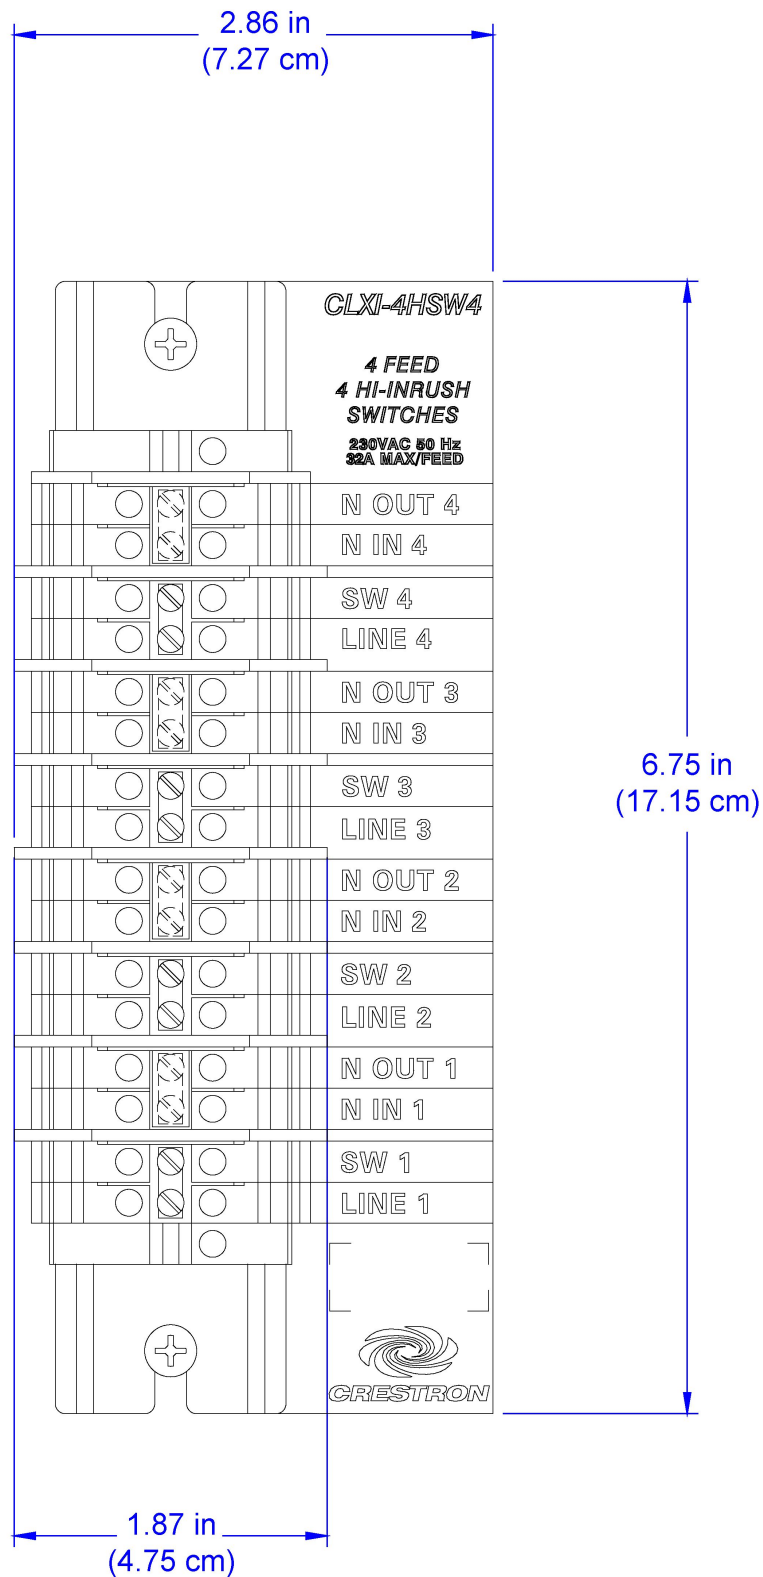 2.86 in
(7.27 cm)
CLXI-4HSW4
4 FEED
4 HI-INRUSH
SWITCHES
230VAC 50 Hz
32A MAX/FEED
N OUT 4
N IN 4
SW 4
LINE 4
N OUT 3
N IN 3
SW 3
LINE 3
N OUT 2
N IN 2
SW 2
LINE 2
N OUT 1
N IN 1
SW 1
LINE 1
6.75 in
(17.15 cm)
CRESTRON
1.87 in
(4.75 cm)